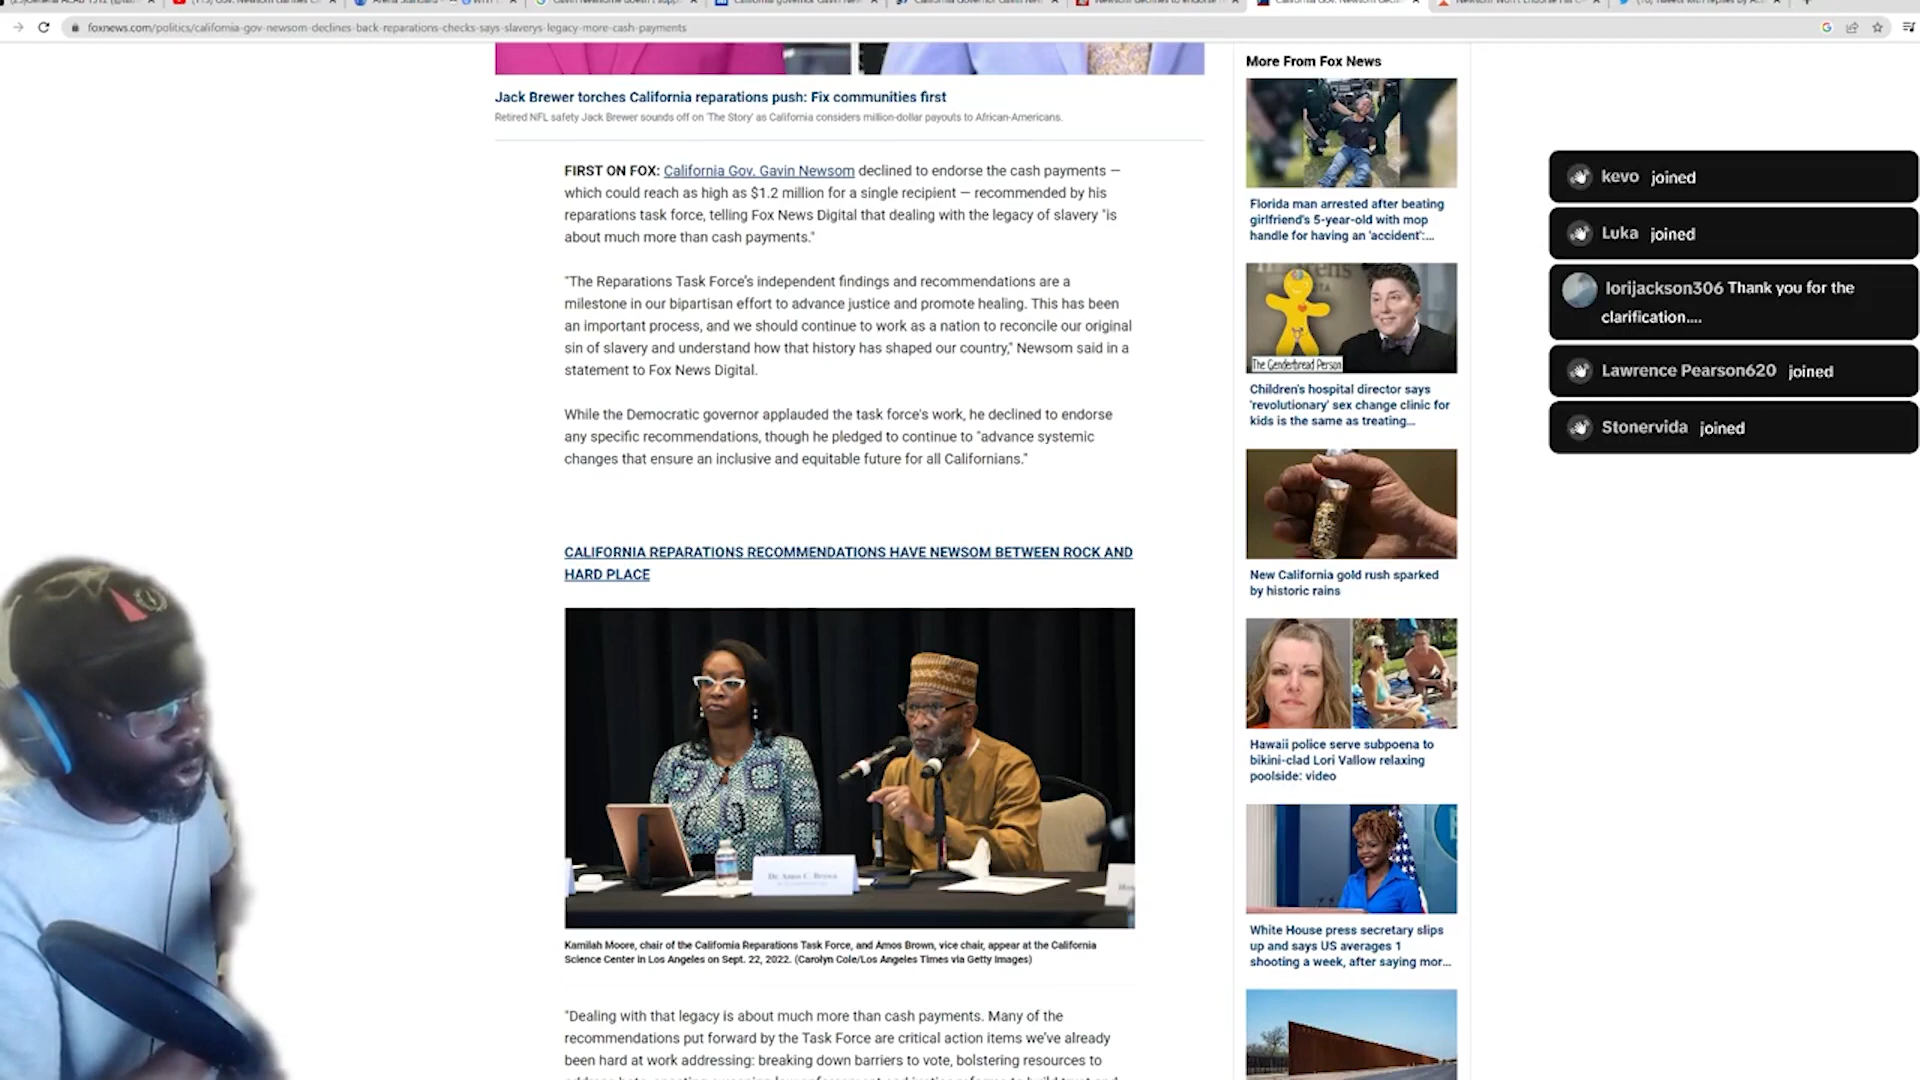 foxnews.com/politics/california-gov-newsom-declines-back-reparations-checks-says-slaverys-legacy-more-cash-payments
Jack Brewer torches California reparations push: Fix communities first
Retired NFL safety Jack Brewer sounds off on 'The Story' as California considers million-dollar payouts to African-Americans.
FIRST ON FOX: California Gov. Gavin Newsom declined to endorse the cash payments —
which could reach as high as $1.2 million for a single recipient — recommended by his
reparations task force, telling Fox News Digital that dealing with the legacy of slavery "is
about much more than cash payments."
"The Reparations Task Force's independent findings and recommendations are a
milestone in our bipartisan effort to advance justice and promote healing. This has been
an important process, and we should continue to work as a nation to reconcile our original
sin of slavery and understand how that history has shaped our country," Newsom said in a
statement to Fox News Digital.
While the Democratic governor applauded the task force's work, he declined to endorse
any specific recommendations, though he pledged to continue to "advance systemic
changes that ensure an inclusive and equitable future for all Californians."
CALIFORNIA REPARATIONS RECOMMENDATIONS HAVE NEWSOM BETWEEN ROCK AND
HARD PLACE
Dr. Amos C. Brown
Kamilah Moore, chair of the California Reparations Task Force, and Amos Brown, vice chair, appear at the California
Science Center in Los Angeles on Sept. 22, 2022. (Carolyn Cole/Los Angeles Times via Getty Images)
"Dealing with that legacy is about much more than cash payments. Many of the
recommendations put forward by the Task Force are critical action items we've already
been hard at work addressing: breaking down barriers to vote, bolstering resources to
More From Fox News
Florida man arrested after beating
girlfriend's 5-year-old with mop
handle for having an 'accident':...
The Genderbread Person
Children's hospital director says
'revolutionary' sex change clinic for
kids is the same as treating...
New California gold rush sparked
by historic rains
Hawaii police serve subpoena to
bikini-clad Lori Vallow relaxing
poolside: video
White House press secretary slips
up and says US averages 1
shooting a week, after saying mor...
kevo joined
Luka joined
lorijackson306 Thank you for the
clarification....
Lawrence Pearson620 joined
Stonervida joined